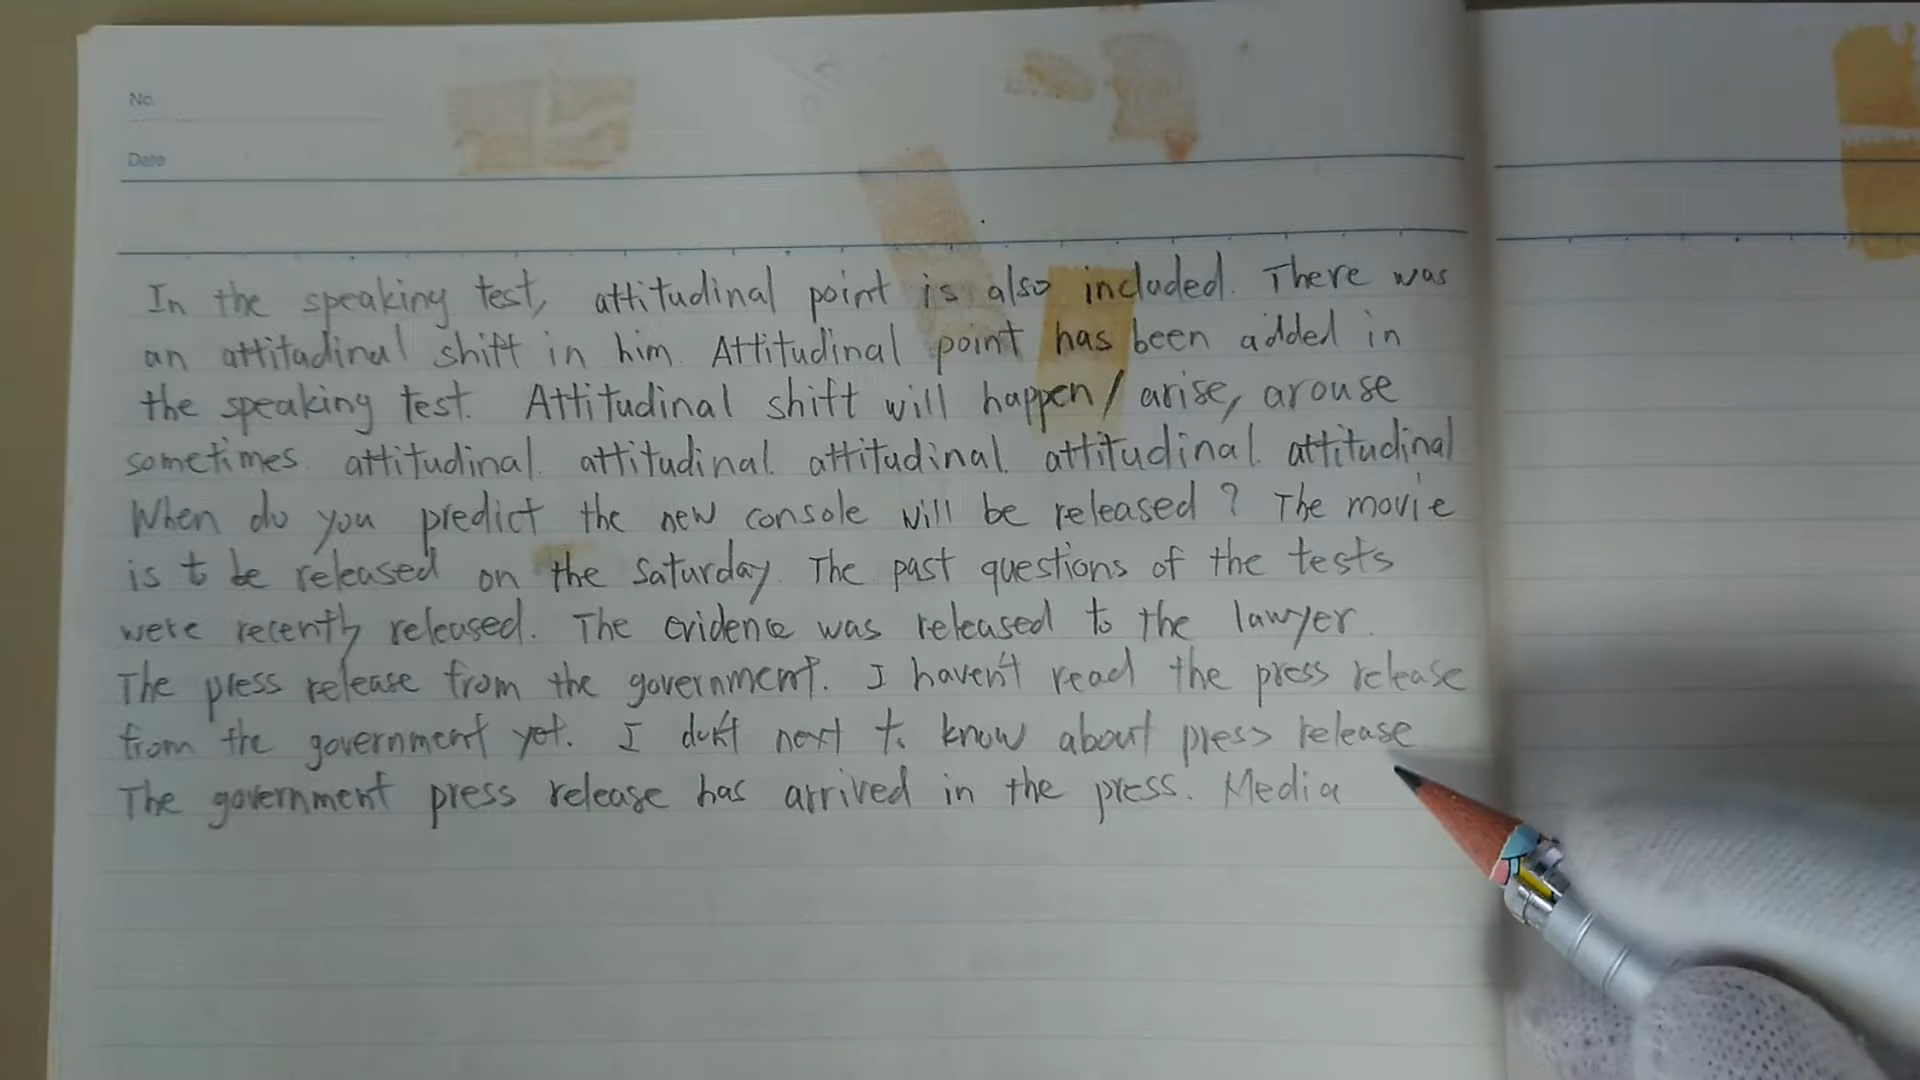 No.
Date
In the speaking test, attitudinal point is also included. There was
an attitudinal shift in him. Attitudinal point has been added in
the speaking test. Attitudinal shift will happen/ arise, arouse
sometimes. attitudinal. attitudinal. attitudinal. attitudinal. attitudinal
When do you predict the new console will be released? The movie
is to be released on the Saturday. The past questions of the tests
were recently released. The evidence was released to the lawyer.
The press release from the government. I haven't read the press release
from the government yet. I don't to know about press release
The government press release has arrived in the press. Media